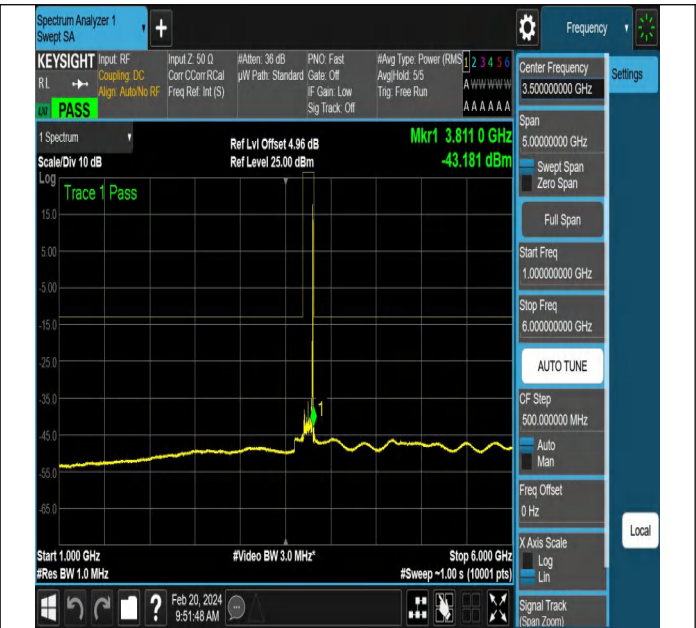 Spectrum Analyzer 1
Swept SA
+
Frequency
KEYSIGHT
RL
PASS
Input: RF
Coupling: DC
Align: Auto/No RF
Input Z: 50 Ω
Corr CCorr RCal
Freq Ref: Int (S)
#Atten: 36 dB
µW Path: Standard
PNO: Fast
Gate: Off
IF Gain: Low
Sig Track: Off
#Avg Type: Power (RMS
Avg|Hold: 5/5
Trig: Free Run
1 2 3 4 5 6
A W W W W W
A A A A A A
1 Spectrum
Scale/Div 10 dB
Log
Ref Lvl Offset 4.96 dB
Ref Level 25.00 dBm
Mkr1 3.811 0 GHz
-43.181 dBm
Trace 1 Pass
15.0
5.00
-5.00
-15.0
-25.0
-35.0
-45.0
-55.0
-65.0
1
Start 1.000 GHz
#Res BW 1.0 MHz
#Video BW 3.0 MHz*
Stop 6.000 GHz
#Sweep ~1.00 s (10001 pts)
?
Feb 20, 2024
9:51:48 AM
Center Frequency
3.500000000 GHz
Settings
Span
5.00000000 GHz
Swept Span
Zero Span
Full Span
Start Freq
1.000000000 GHz
Stop Freq
6.000000000 GHz
AUTO TUNE
CF Step
500.000000 MHz
Auto
Man
Freq Offset
0 Hz
X Axis Scale
Log
Lin
Local
Signal Track
(Span Zoom)